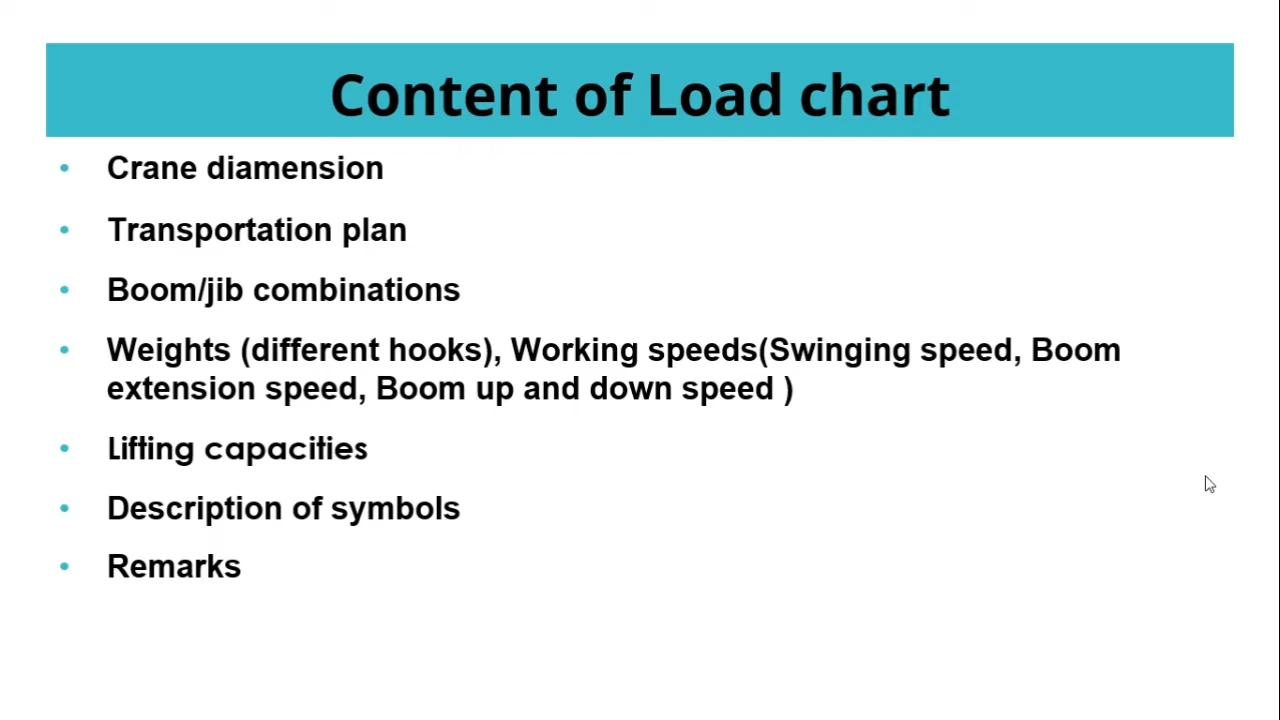 Content of Load chart
• Crane diamension
• Transportation plan
• Boom/jib combinations
• Weights (different hooks), Working speeds(Swinging speed, Boom
extension speed, Boom up and down speed )
• Lifting capacities
• Description of symbols
• Remarks